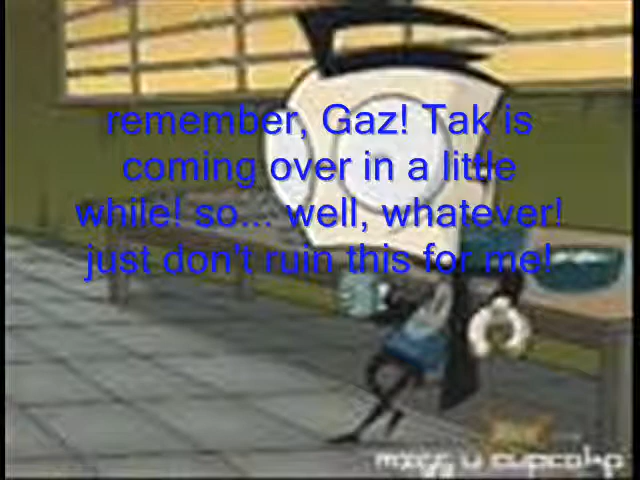 remember, Gaz! Tak is
coming over in a little
while! so... well, whatever!
just don't ruin this for me!